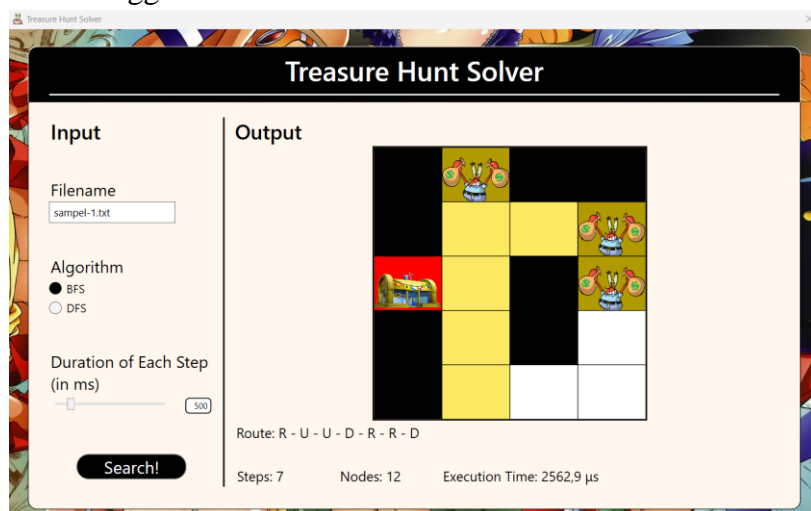 Treasure Hunt Solver
Treasure Hunt Solver
Input
Output
Filename
sampel-1.txt
Algorithm
BFS
DFS
Duration of Each Step
(in ms)
500
Search!
Route: R - U - U - D - R - R - D
Steps: 7
Nodes: 12
Execution Time: 2562,9 µs